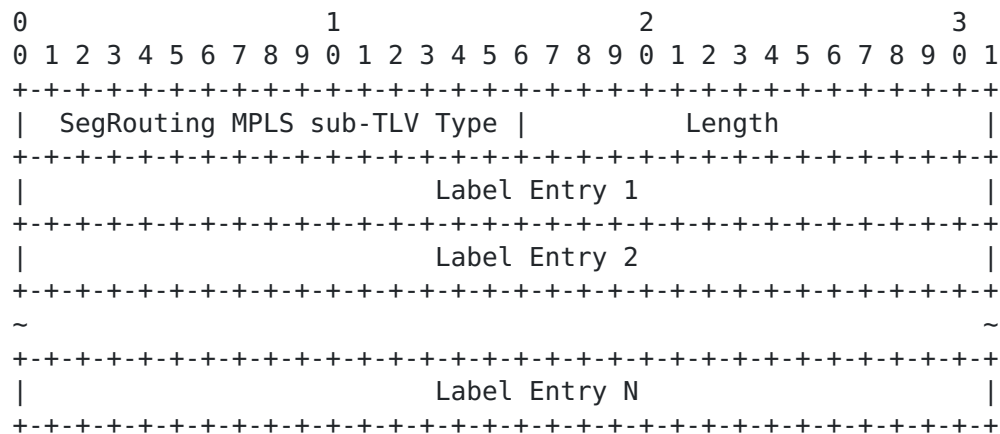 0                   1                   2                   3
0 1 2 3 4 5 6 7 8 9 0 1 2 3 4 5 6 7 8 9 0 1 2 3 4 5 6 7 8 9 0 1
+-+-+-+-+-+-+-+-+-+-+-+-+-+-+-+-+-+-+-+-+-+-+-+-+-+-+-+-+-+-+-+
|  SegRouting MPLS sub-TLV Type |          Length             |
+-+-+-+-+-+-+-+-+-+-+-+-+-+-+-+-+-+-+-+-+-+-+-+-+-+-+-+-+-+-+-+
|                          Label Entry 1                      |
+-+-+-+-+-+-+-+-+-+-+-+-+-+-+-+-+-+-+-+-+-+-+-+-+-+-+-+-+-+-+-+
|                          Label Entry 2                      |
+-+-+-+-+-+-+-+-+-+-+-+-+-+-+-+-+-+-+-+-+-+-+-+-+-+-+-+-+-+-+-+
~                                                             ~
+-+-+-+-+-+-+-+-+-+-+-+-+-+-+-+-+-+-+-+-+-+-+-+-+-+-+-+-+-+-+-+
|                          Label Entry N                      |
+-+-+-+-+-+-+-+-+-+-+-+-+-+-+-+-+-+-+-+-+-+-+-+-+-+-+-+-+-+-+-+